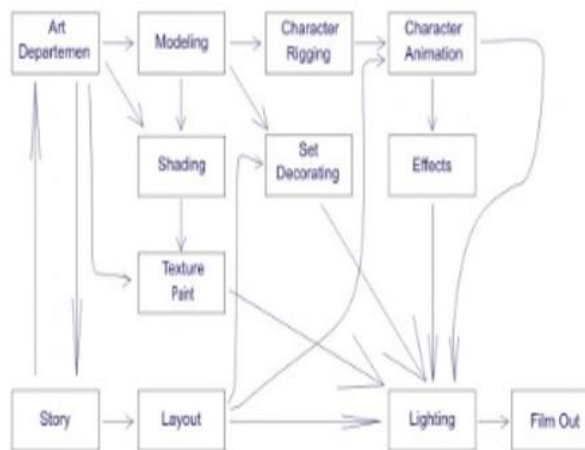 Art
Departemen
Modeling
Character
Rigging
Character
Animation
Shading
Set
Decorating
Effects
Texture
Paint
Story
Layout
Lighting
Film Out